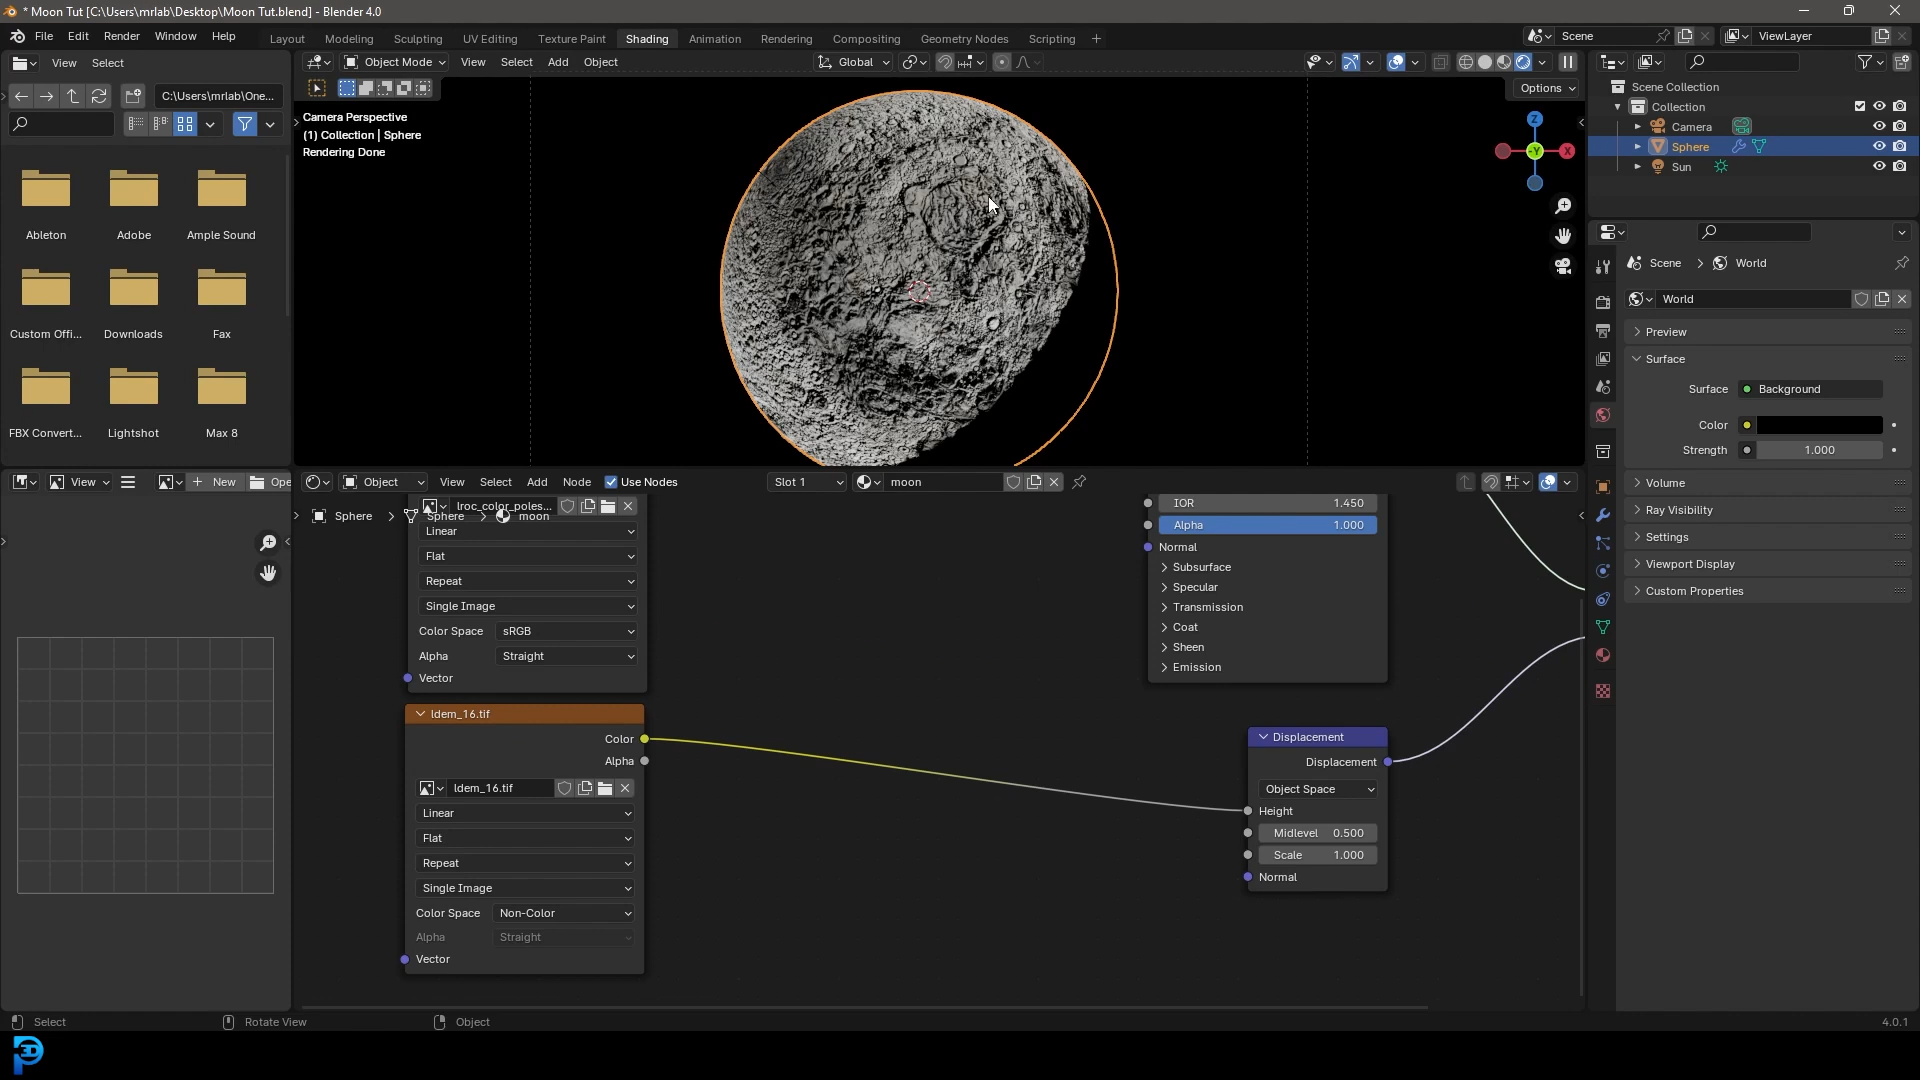 * Moon Tut [C:\Users\mrlab\Desktop\Moon Tut.blend] - Blender 4.0
File Edit Render Window Help
Layout Modeling Sculpting UV Editing Texture Paint Shading Animation Rendering Compositing Geometry Nodes Scripting +
Scene
ViewLayer
View Select
Object Mode View Select Add Object
Global
C:\Users\mrlab\One...
Options
Camera Perspective
(1) Collection | Sphere
Rendering Done
Z
-Y
X
Ableton Adobe Ample Sound
Custom Offi... Downloads Fax
FBX Convert... Lightshot Max 8
Scene Collection
Collection
Camera
Sphere
Sun
Scene > World
World
Preview
Surface
Surface Background
Color
Strength 1.000
Volume
Ray Visibility
Settings
Viewport Display
Custom Properties
View + New Ope
Object View Select Add Node Use Nodes Slot 1 moon
Sphere > Sphere > moon
lroc_color_poles...
Linear
Flat
Repeat
Single Image
Color Space sRGB
Alpha Straight
Vector
ldem_16.tif
Color
Alpha
ldem_16.tif
Linear
Flat
Repeat
Single Image
Color Space Non-Color
Alpha Straight
Vector
IOR 1.450
Alpha 1.000
Normal
Subsurface
Specular
Transmission
Coat
Sheen
Emission
Displacement
Displacement
Object Space
Height
Midlevel 0.500
Scale 1.000
Normal
Select Rotate View Object 4.0.1